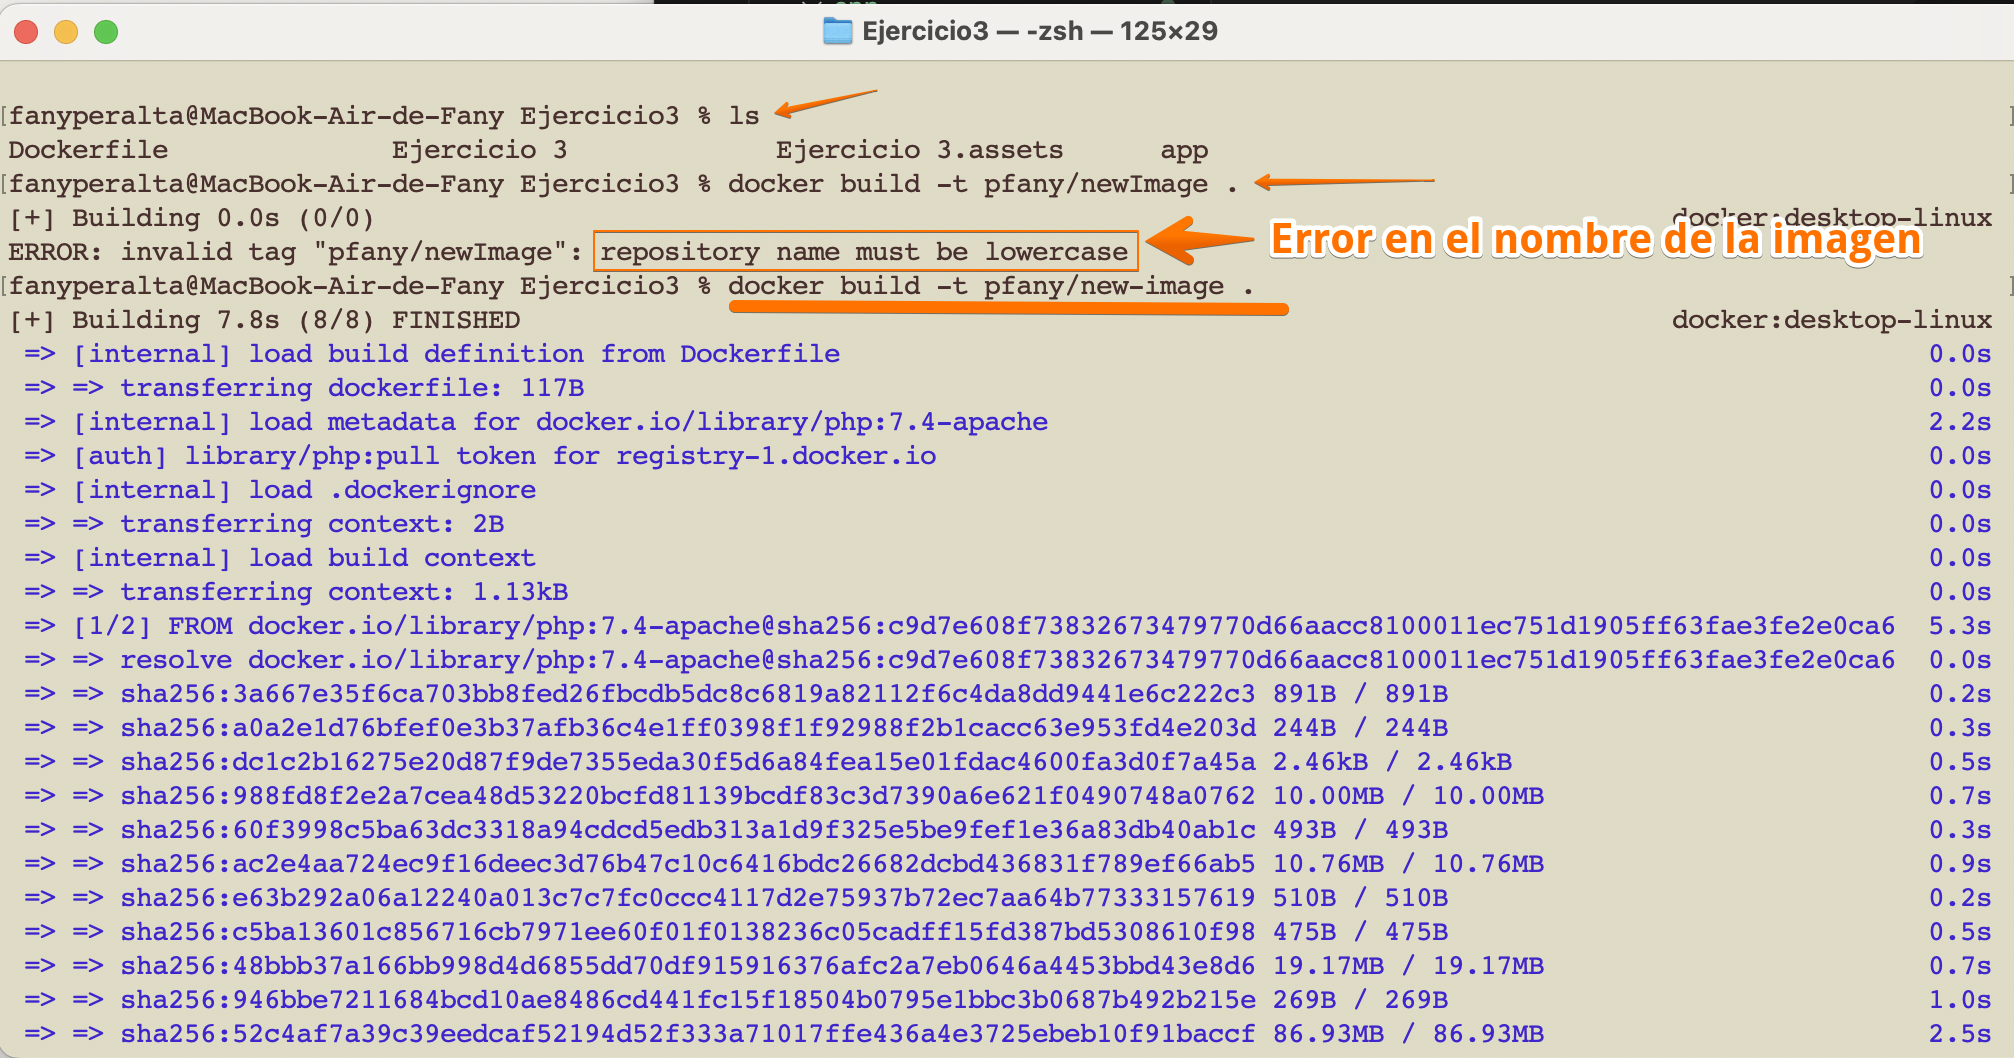 Ejercicio3 — -zsh — 125×29
[fanyperalta@MacBook-Air-de-Fany Ejercicio3 % ls ]
Dockerfile Ejercicio 3 Ejercicio 3.assets app
[fanyperalta@MacBook-Air-de-Fany Ejercicio3 % docker build -t pfany/newImage . ]
[+] Building 0.0s (0/0) docker:desktop-linux
ERROR: invalid tag "pfany/newImage": repository name must be lowercase
Error en el nombre de la imagen
[fanyperalta@MacBook-Air-de-Fany Ejercicio3 % docker build -t pfany/new-image . ]
[+] Building 7.8s (8/8) FINISHED docker:desktop-linux
=> [internal] load build definition from Dockerfile 0.0s
=> => transferring dockerfile: 117B 0.0s
=> [internal] load metadata for docker.io/library/php:7.4-apache 2.2s
=> [auth] library/php:pull token for registry-1.docker.io 0.0s
=> [internal] load .dockerignore 0.0s
=> => transferring context: 2B 0.0s
=> [internal] load build context 0.0s
=> => transferring context: 1.13kB 0.0s
=> [1/2] FROM docker.io/library/php:7.4-apache@sha256:c9d7e608f73832673479770d66aacc8100011ec751d1905ff63fae3fe2e0ca6 5.3s
=> => resolve docker.io/library/php:7.4-apache@sha256:c9d7e608f73832673479770d66aacc8100011ec751d1905ff63fae3fe2e0ca6 0.0s
=> => sha256:3a667e35f6ca703bb8fed26fbcdb5dc8c6819a82112f6c4da8dd9441e6c222c3 891B / 891B 0.2s
=> => sha256:a0a2e1d76bfef0e3b37afb36c4e1ff0398f1f92988f2b1cacc63e953fd4e203d 244B / 244B 0.3s
=> => sha256:dc1c2b16275e20d87f9de7355eda30f5d6a84fea15e01fdac4600fa3d0f7a45a 2.46kB / 2.46kB 0.5s
=> => sha256:988fd8f2e2a7cea48d53220bcfd81139bcdf83c3d7390a6e621f0490748a0762 10.00MB / 10.00MB 0.7s
=> => sha256:60f3998c5ba63dc3318a94cdcd5edb313a1d9f325e5be9fef1e36a83db40ab1c 493B / 493B 0.3s
=> => sha256:ac2e4aa724ec9f16deec3d76b47c10c6416bdc26682dcbd436831f789ef66ab5 10.76MB / 10.76MB 0.9s
=> => sha256:e63b292a06a12240a013c7c7fc0ccc4117d2e75937b72ec7aa64b77333157619 510B / 510B 0.2s
=> => sha256:c5ba13601c856716cb7971ee60f01f0138236c05cadff15fd387bd5308610f98 475B / 475B 0.5s
=> => sha256:48bbb37a166bb998d4d6855dd70df915916376afc2a7eb0646a4453bbd43e8d6 19.17MB / 19.17MB 0.7s
=> => sha256:946bbe7211684bcd10ae8486cd441fc15f18504b0795e1bbc3b0687b492b215e 269B / 269B 1.0s
=> => sha256:52c4af7a39c39eedcaf52194d52f333a71017ffe436a4e3725ebeb10f91baccf 86.93MB / 86.93MB 2.5s